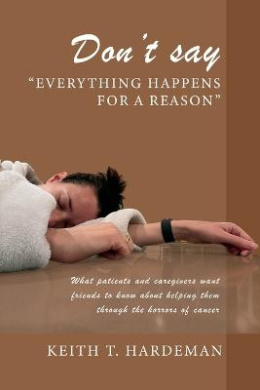 Don't say
"EVERYTHING HAPPENS
FOR A REASON"
What patients and caregivers want
friends to know about helping them
through the horrors of cancer
KEITH T. HARDEMAN